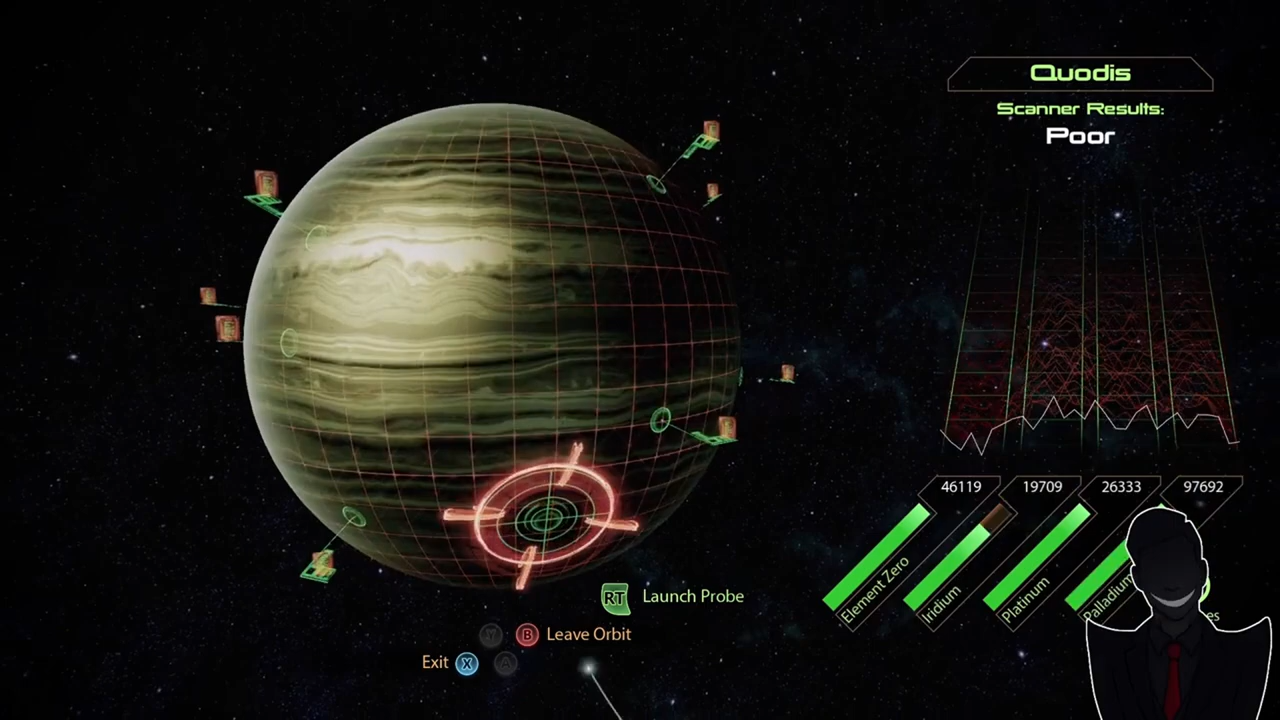 Quodis
Scanner Results:
Poor
46119
19709
26333
97692
Element Zero
Iridium
Platinum
Palladium
es
RT Launch Probe
Y
B Leave Orbit
Exit X
A